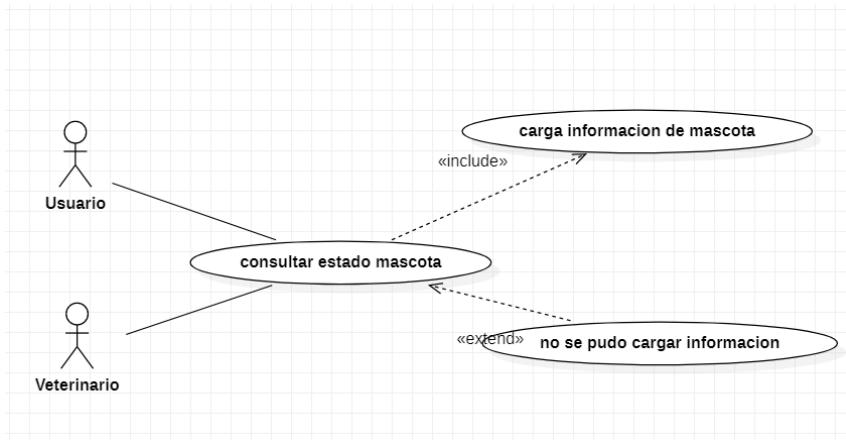 carga informacion de mascota
«include»
Usuario
consultar estado mascota
«extend»
no se pudo cargar informacion
Veterinario